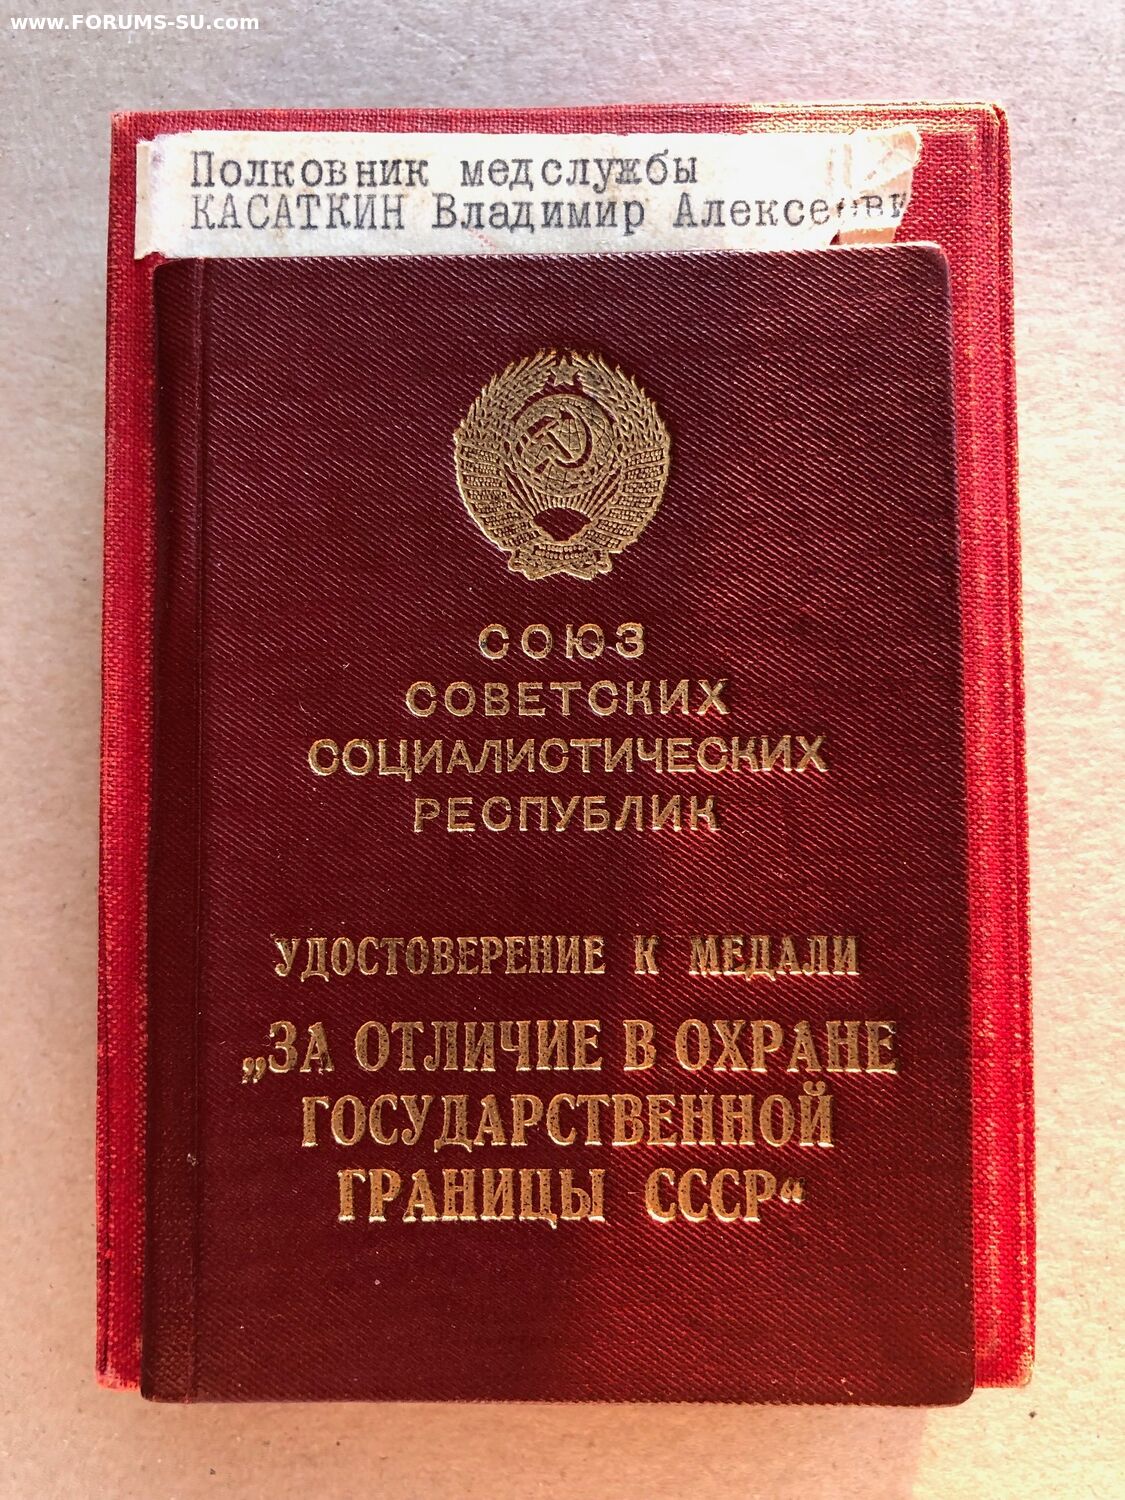 www.FORUMS-SU.com
Полковник медслужбы
КАСАТКИН Владимир
СОЮЗ
СОВЕТСКИХ
СОЦИАЛИСТИЧЕСКИХ
РЕСПУБЛИК
УДОСТОВЕРЕНИЕ К МЕДАЛИ
„ЗА ОТЛИЧИЕ В ОХРАНЕ
ГОСУДАРСТВЕННОЙ
ГРАНИЦЫ СССР“